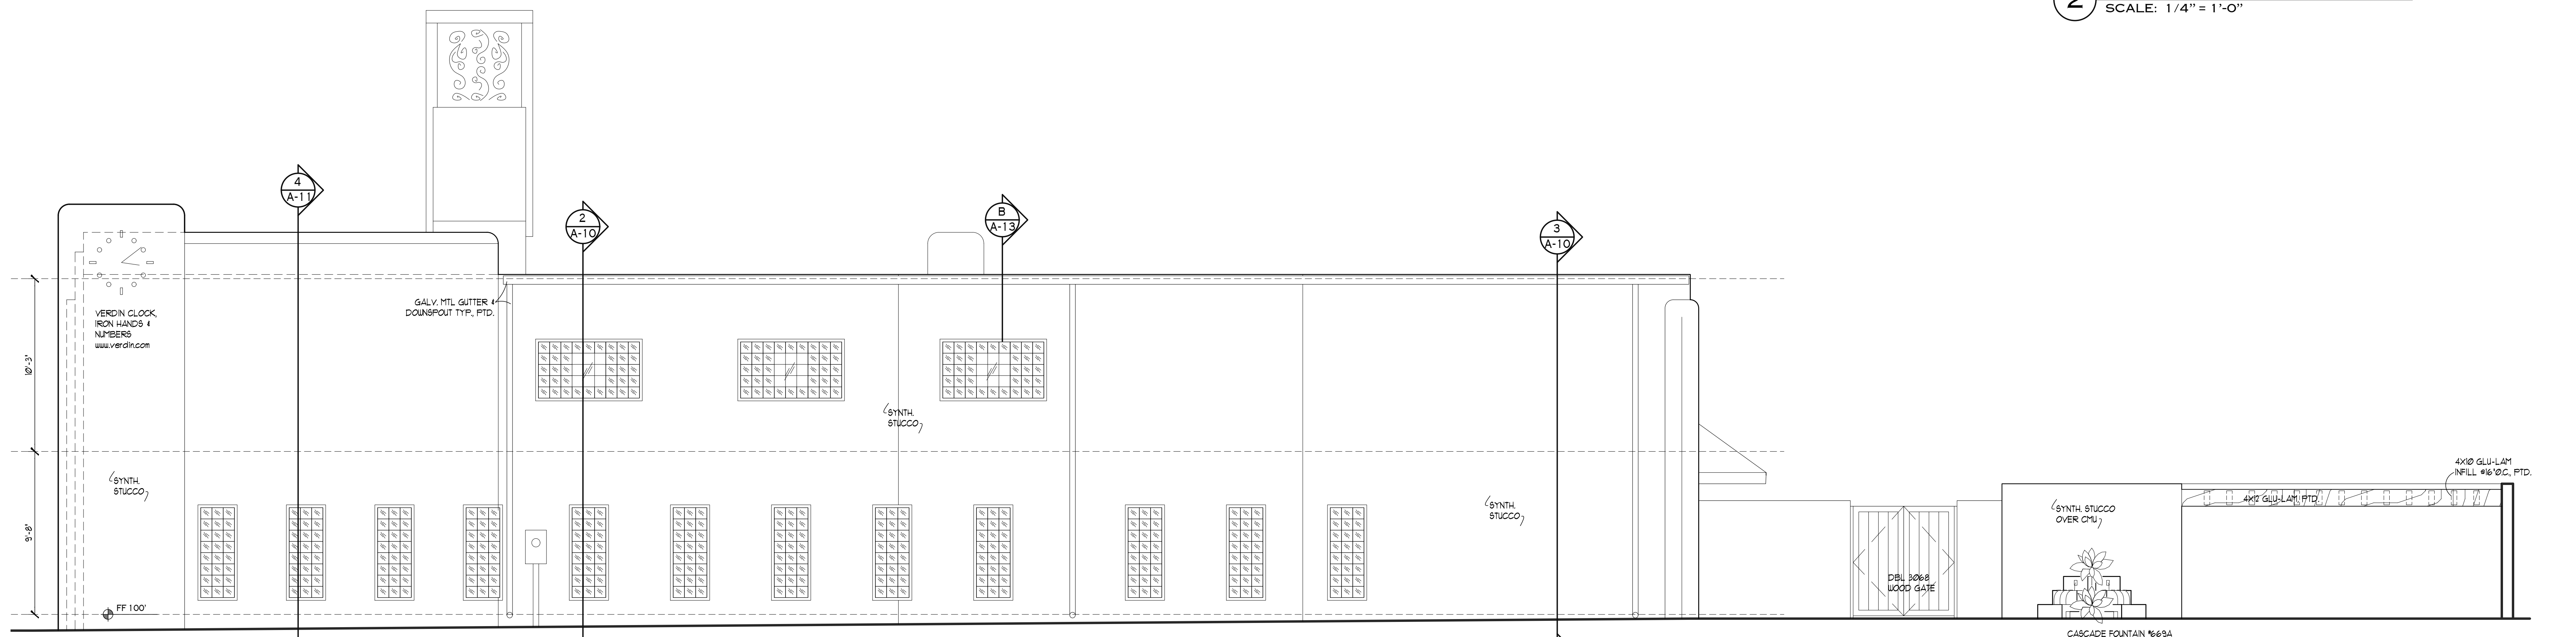 2
SCALE: 1/4" = 1'-0"
4
A-11
2
A-10
B
A-13
3
A-10
GALV. MTL GUTTER &
DOWNSPOUT TYP., PTD.
VERDIN CLOCK,
IRON HANDS &
NUMBERS
www.verdin.com
10'-3"
SYNTH.
STUCCO
SYNTH.
STUCCO
SYNTH.
STUCCO
9'-8"
FF 100'
4X10 GLU-LAM
INFILL @16"O.C., PTD.
4X12 GLU-LAM, PTD.
SYNTH. STUCCO
OVER CMU
DBL 3068
WOOD GATE
CASCADE FOUNTAIN #669A